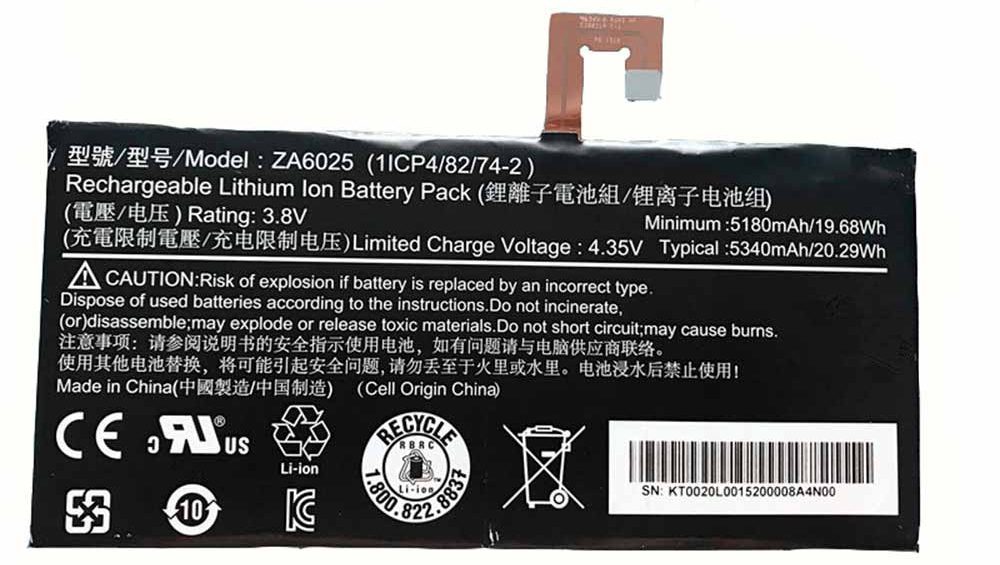 型號/型号/Model : ZA6025 (1ICP4/82/74-2 )
Rechargeable Lithium Ion Battery Pack (鋰離子電池組/锂离子电池组)
(電壓/电压 ) Rating: 3.8V
Minimum :5180mAh/19.68Wh
(充電限制電壓/充电限制电压)Limited Charge Voltage : 4.35V
Typical :5340mAh/20.29Wh
CAUTION:Risk of explosion if battery is replaced by an incorrect type.
Dispose of used batteries according to the instructions.Do not incinerate,
(or)disassemble;may explode or release toxic materials.Do not short circuit;may cause burns.
注意事项：请参阅说明书的安全指示使用电池，如有问题请与电脑供应商联络。
使用其他电池替换，将可能引起安全问题,请勿丢至于火里或水里。电池浸水后禁止使用!
Made in China(中國製造/中国制造) (Cell Origin China)
CE
c RU ® US
Li-ion
RECYCLE
RBRC
Li-ion
1.800.822.8837
SN: KT0020L0015200008A4N00
10